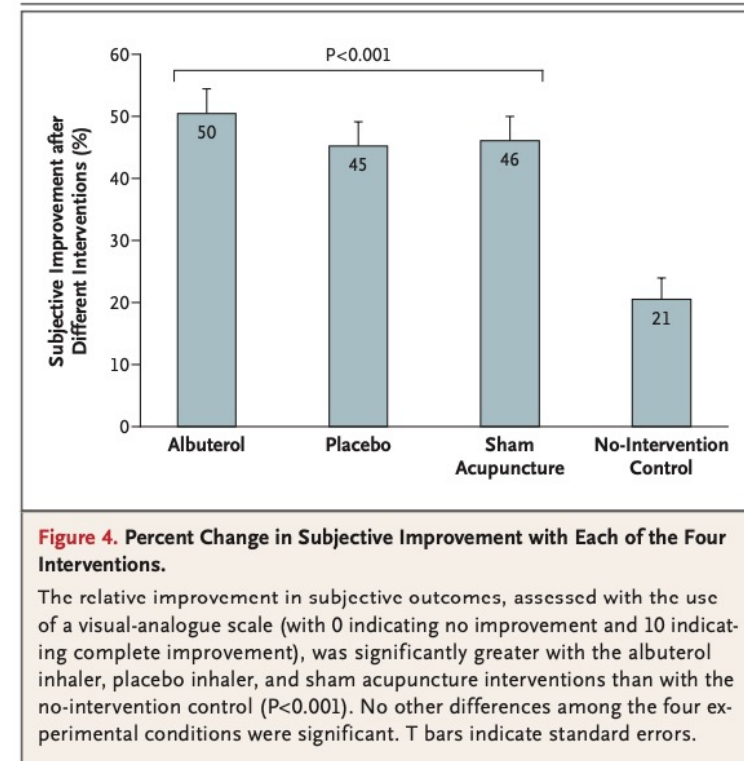 60
P<0.001
50
50
45
46
40
30
20
21
10
0
Subjective Improvement after
Different Interventions (%)
Albuterol
Placebo
Sham
Acupuncture
No-Intervention
Control
Figure 4. Percent Change in Subjective Improvement with Each of the Four
Interventions.
The relative improvement in subjective outcomes, assessed with the use
of a visual-analogue scale (with 0 indicating no improvement and 10 indicat-
ing complete improvement), was significantly greater with the albuterol
inhaler, placebo inhaler, and sham acupuncture interventions than with the
no-intervention control (P<0.001). No other differences among the four ex-
perimental conditions were significant. T bars indicate standard errors.